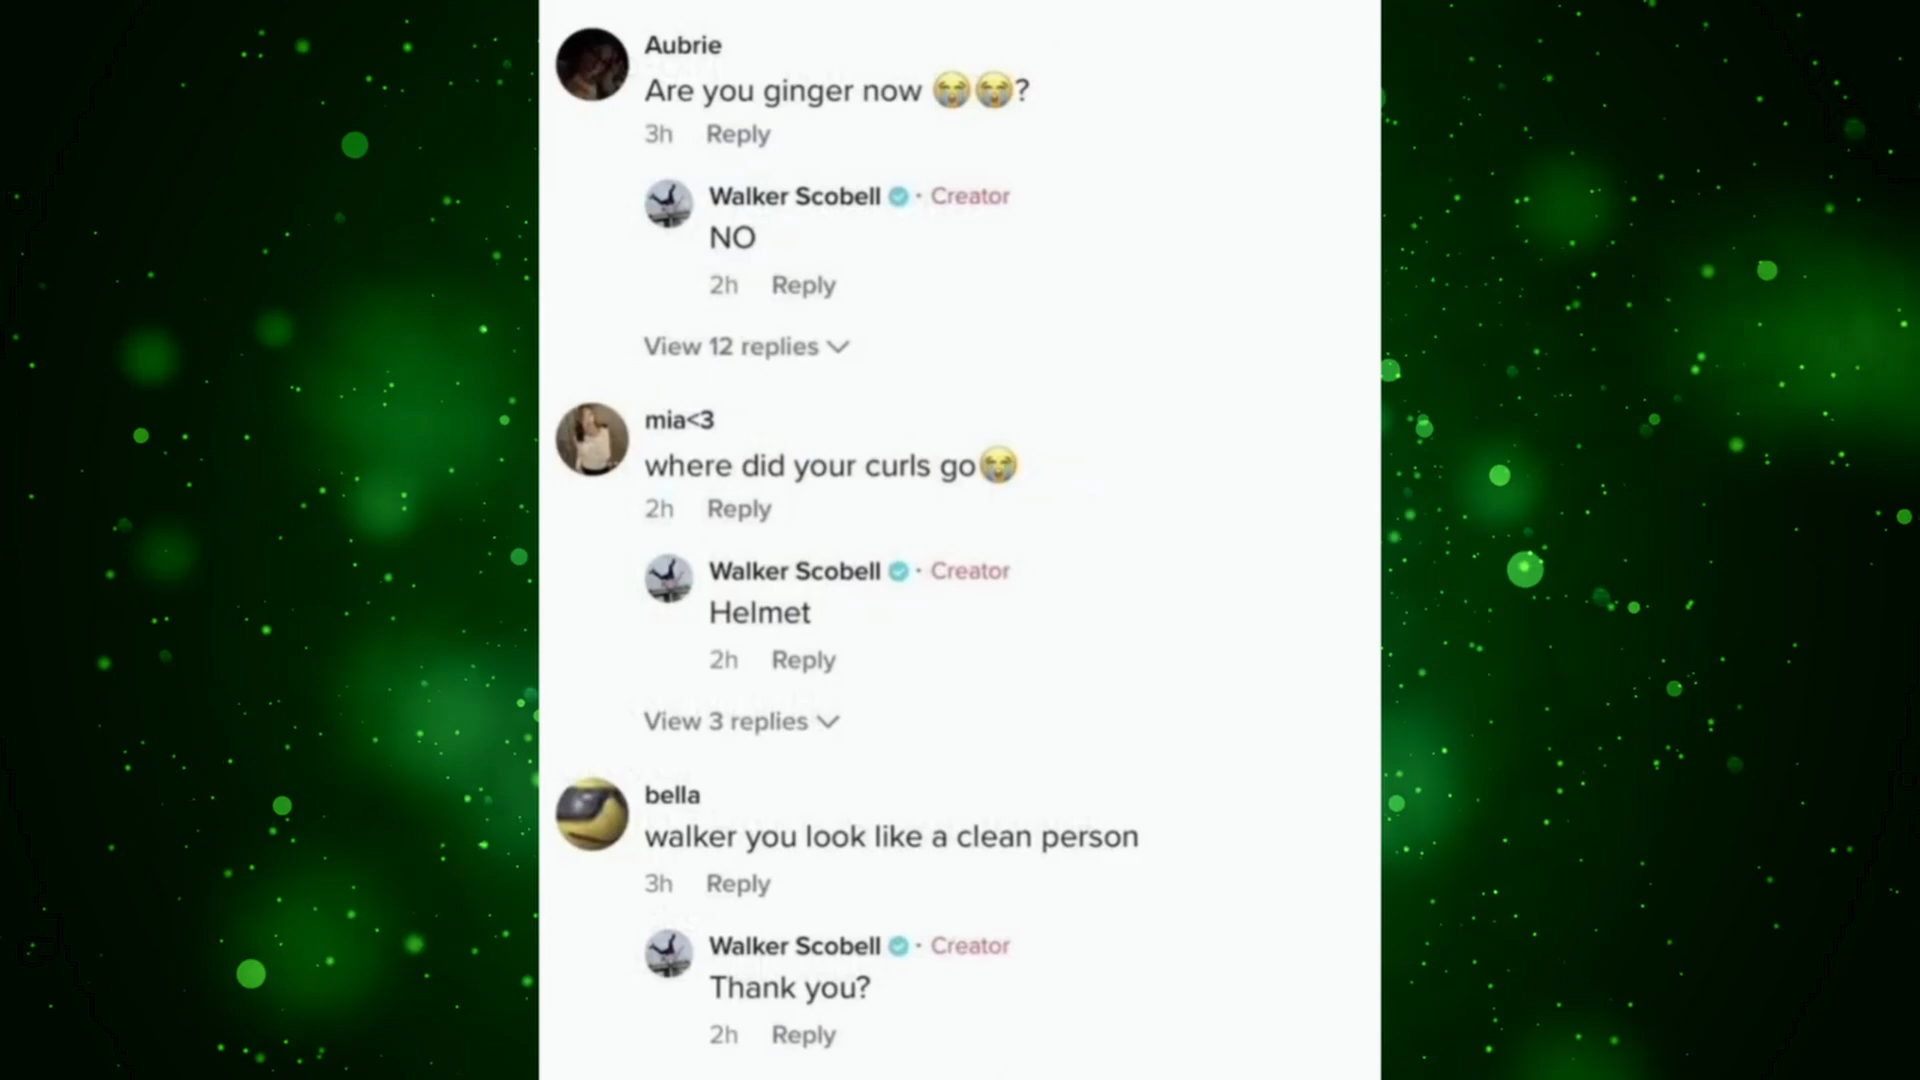 Aubrie
Are you ginger now 😭😭?
3h Reply
Walker Scobell · Creator
NO
2h Reply
View 12 replies
mia<3
where did your curls go😭
2h Reply
Walker Scobell · Creator
Helmet
2h Reply
View 3 replies
bella
walker you look like a clean person
3h Reply
Walker Scobell · Creator
Thank you?
2h Reply